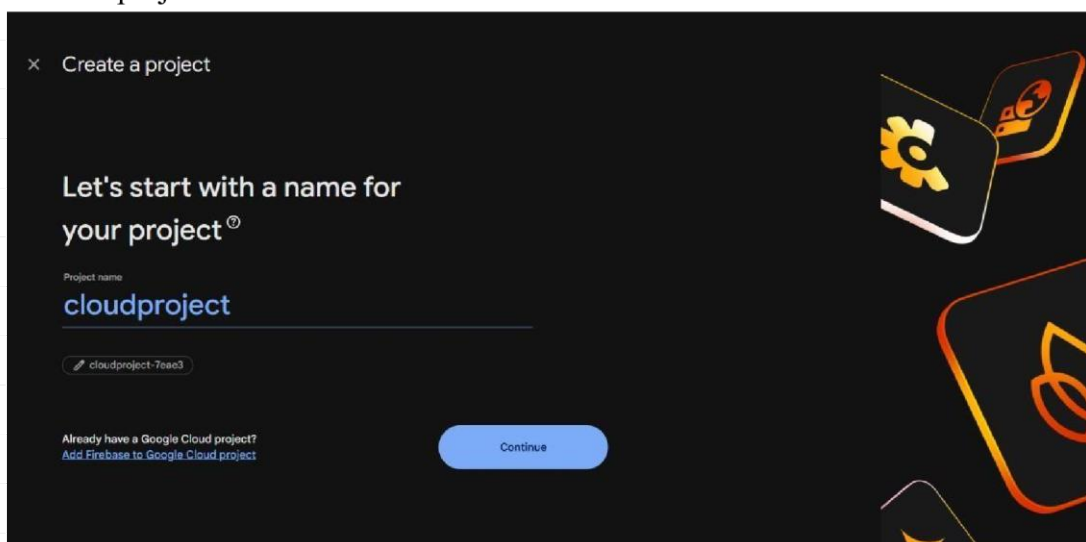 × Create a project
Let's start with a name for
your project
Project name
cloudproject
cloudproject-7eae3
Already have a Google Cloud project?
Add Firebase to Google Cloud project
Continue